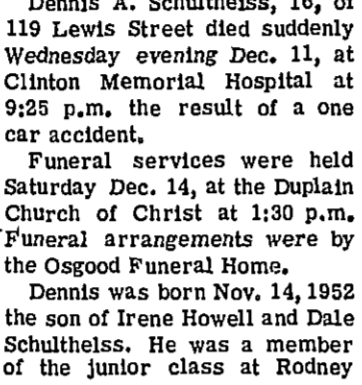 Dennis A. Schultheiss, 16, of
119 Lewis Street died suddenly
Wednesday evening Dec. 11, at
Clinton Memorial Hospital at
9:25 p.m. the result of a one
car accident.
Funeral services were held
Saturday Dec. 14, at the Duplain
Church of Christ at 1:30 p.m.
Funeral arrangements were by
the Osgood Funeral Home.
Dennis was born Nov. 14, 1952
the son of Irene Howell and Dale
Schultheiss. He was a member
of the junior class at Rodney